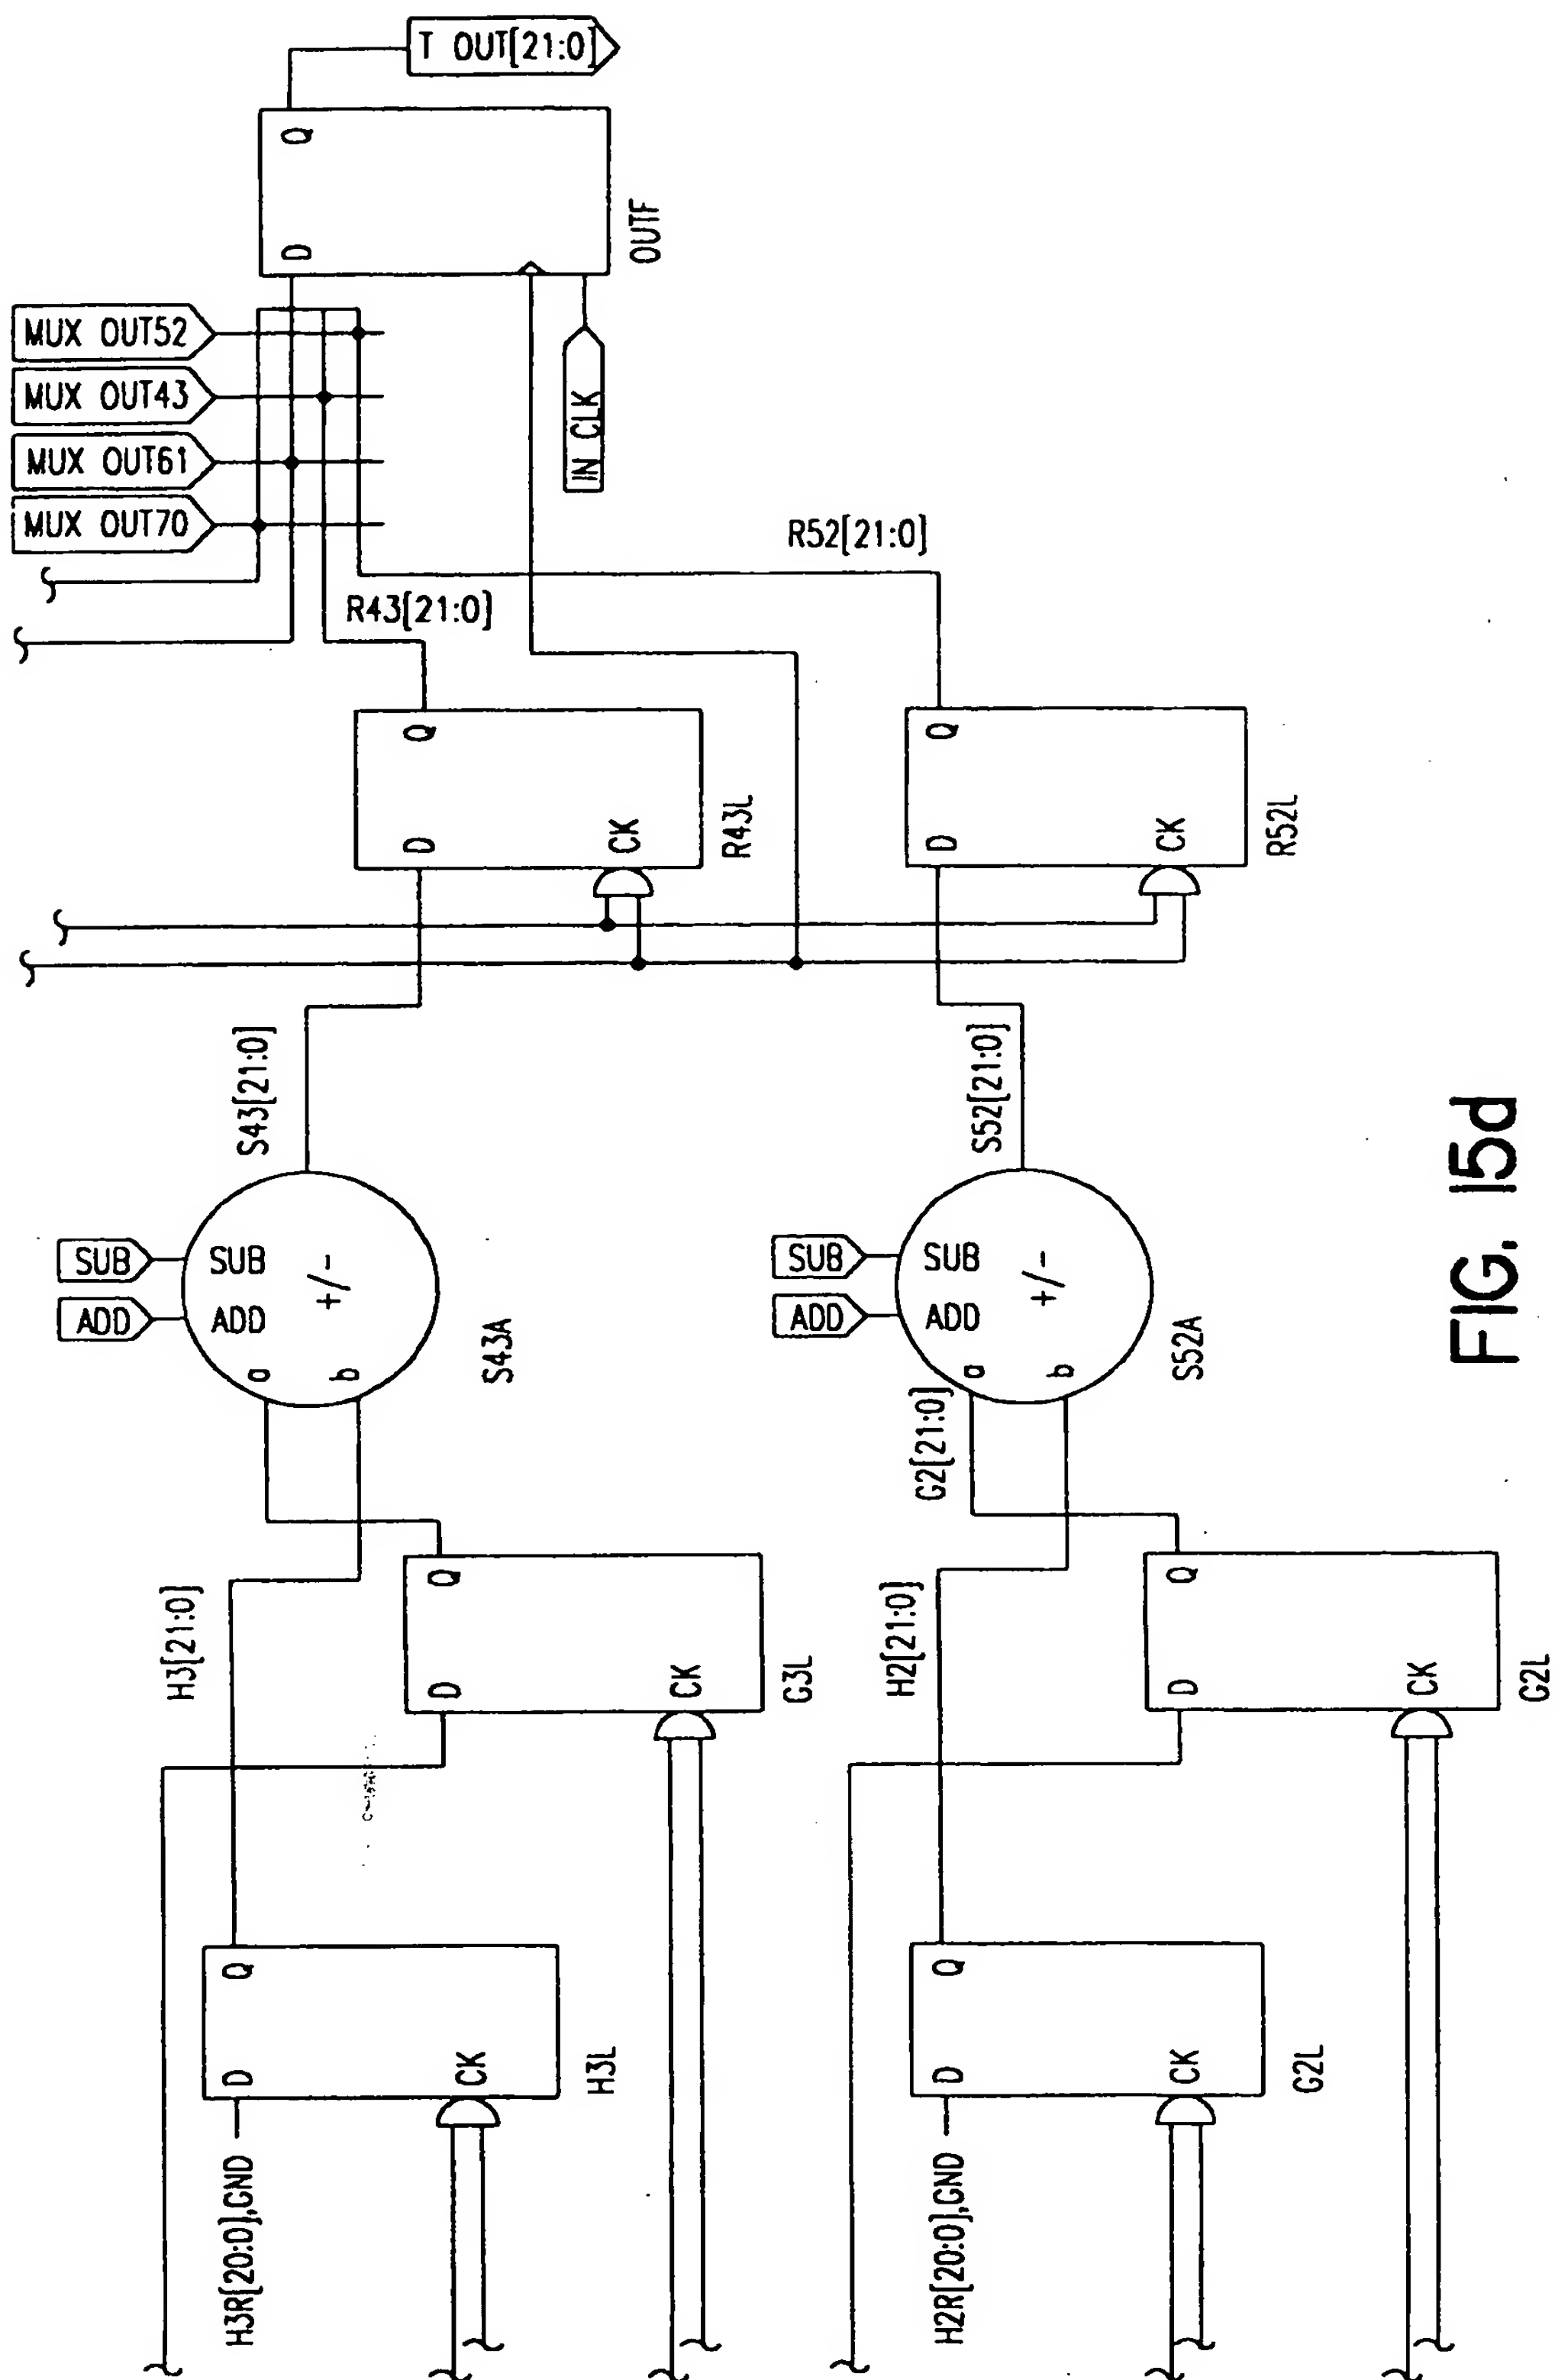 T OUT[21:0]
Q
D
OUTF
MUX OUT52
MUX OUT43
MUX OUT61
MUX OUT70
IN CLK
R52[21:0]
R43[21:0]
Q
D
CK
R43L
Q
D
CK
R52L
S43[21:0]
S52[21:0]
SUB
ADD
SUB
ADD
+/-
a
b
S43A
SUB
ADD
SUB
ADD
+/-
a
b
S52A
G2[21:0]
H3[21:0]
Q
D
CK
G3L
H2[21:0]
Q
D
CK
G2L
Q
D
CK
H3L
Q
D
CK
G2L
H3R[20:0],GND
H2R[20:0],GND
FIG. 15d